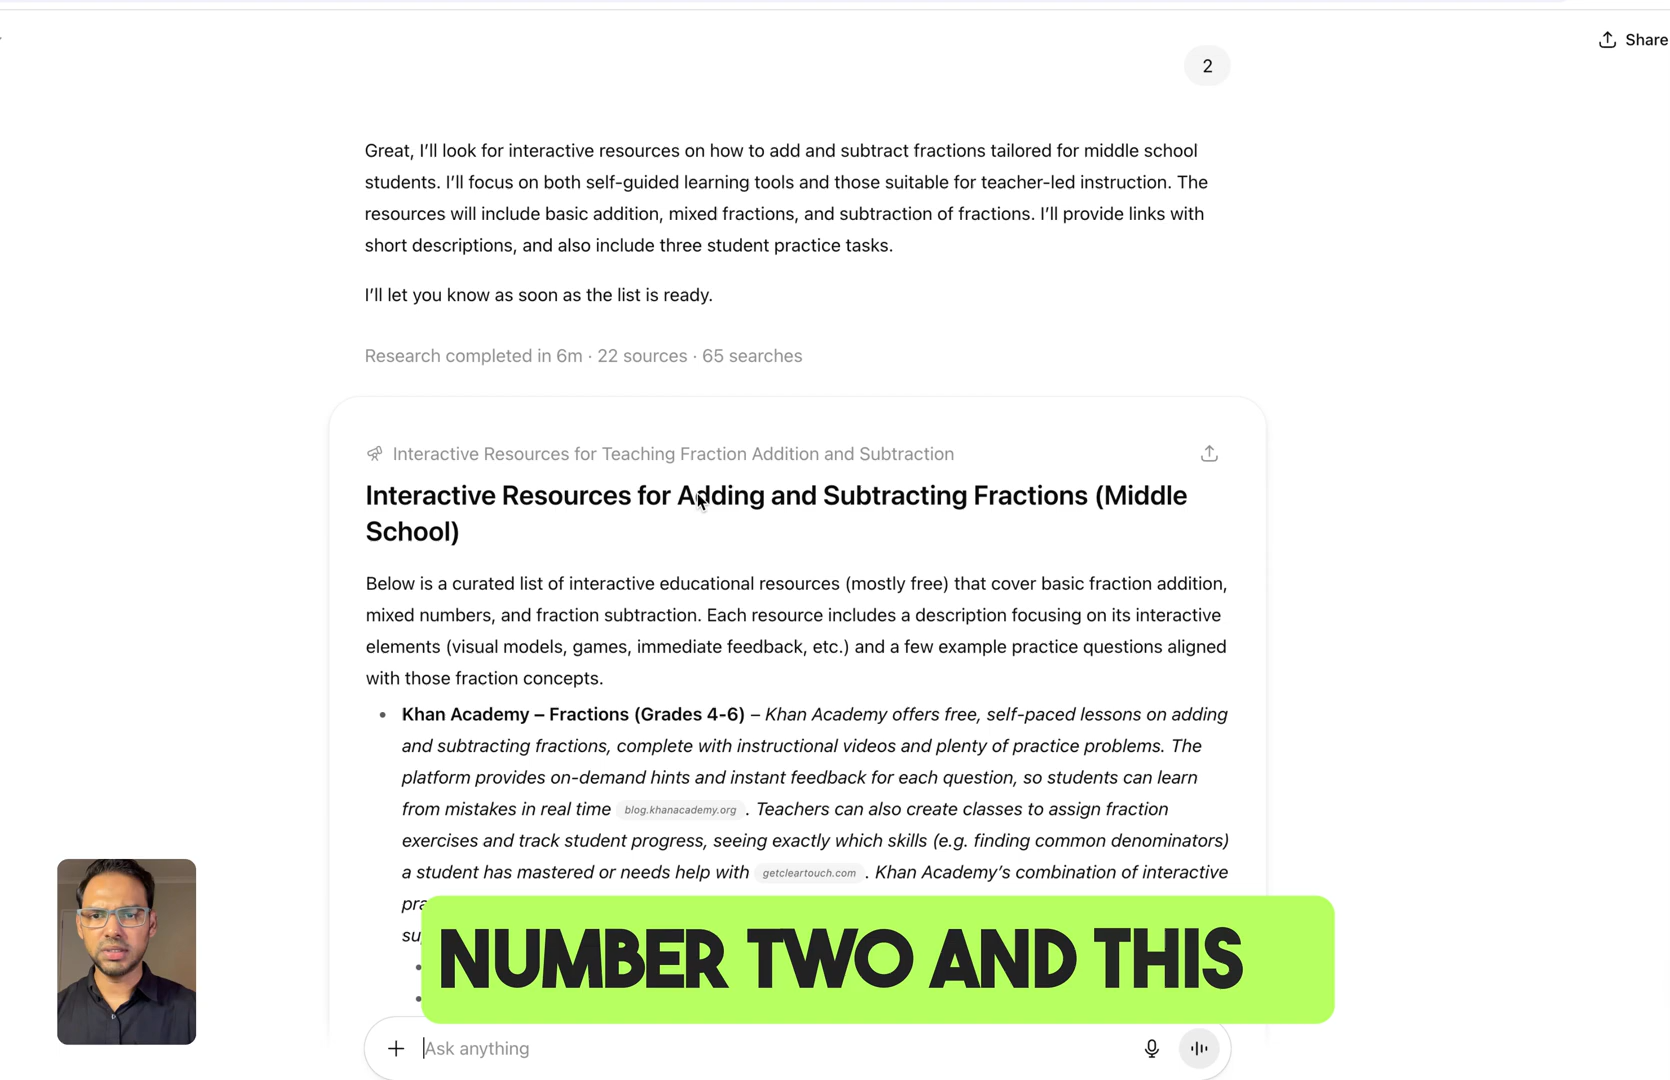 Share
2
Great, I’ll look for interactive resources on how to add and subtract fractions tailored for middle school
students. I’ll focus on both self-guided learning tools and those suitable for teacher-led instruction. The
resources will include basic addition, mixed fractions, and subtraction of fractions. I’ll provide links with
short descriptions, and also include three student practice tasks.
I’ll let you know as soon as the list is ready.
Research completed in 6m · 22 sources · 65 searches
Interactive Resources for Teaching Fraction Addition and Subtraction
Interactive Resources for Adding and Subtracting Fractions (Middle
School)
Below is a curated list of interactive educational resources (mostly free) that cover basic fraction addition,
mixed numbers, and fraction subtraction. Each resource includes a description focusing on its interactive
elements (visual models, games, immediate feedback, etc.) and a few example practice questions aligned
with those fraction concepts.
• Khan Academy – Fractions (Grades 4-6) – Khan Academy offers free, self-paced lessons on adding
and subtracting fractions, complete with instructional videos and plenty of practice problems. The
platform provides on-demand hints and instant feedback for each question, so students can learn
from mistakes in real time blog.khanacademy.org . Teachers can also create classes to assign fraction
exercises and track student progress, seeing exactly which skills (e.g. finding common denominators)
a student has mastered or needs help with getcleartouch.com . Khan Academy’s combination of interactive
NUMBER TWO AND THIS
Ask anything